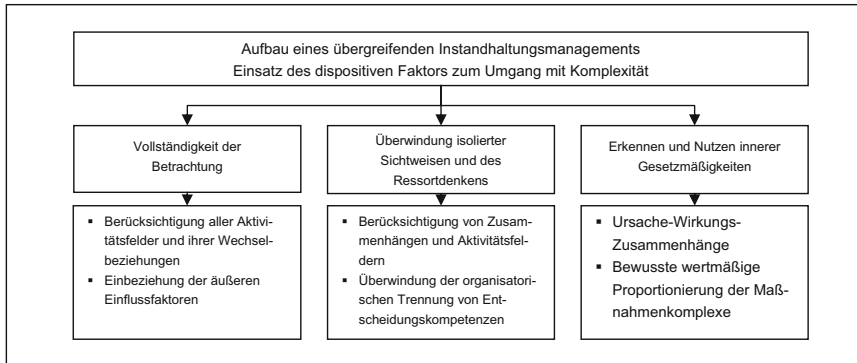 Aufbau eines übergreifenden Instandhaltungsmanagements
Einsatz des dispositiven Faktors zum Umgang mit Komplexität
Vollständigkeit der
Betrachtung
Überwindung isolierter
Sichtweisen und des
Ressortdenkens
Erkennen und Nutzen innerer
Gesetzmäßigkeiten
▪ Berücksichtigung aller Aktivi-
tätsfelder und ihrer Wechsel-
beziehungen
▪ Einbeziehung der äußeren
Einflussfaktoren
▪ Berücksichtigung von Zusam-
menhängen und Aktivitätsfel-
dern
▪ Überwindung der organisatori-
schen Trennung von Ent-
scheidungskompetenzen
▪ Ursache-Wirkungs-
Zusammenhänge
▪ Bewusste wertmäßige
Proportionierung der Maß-
nahmenkomplexe